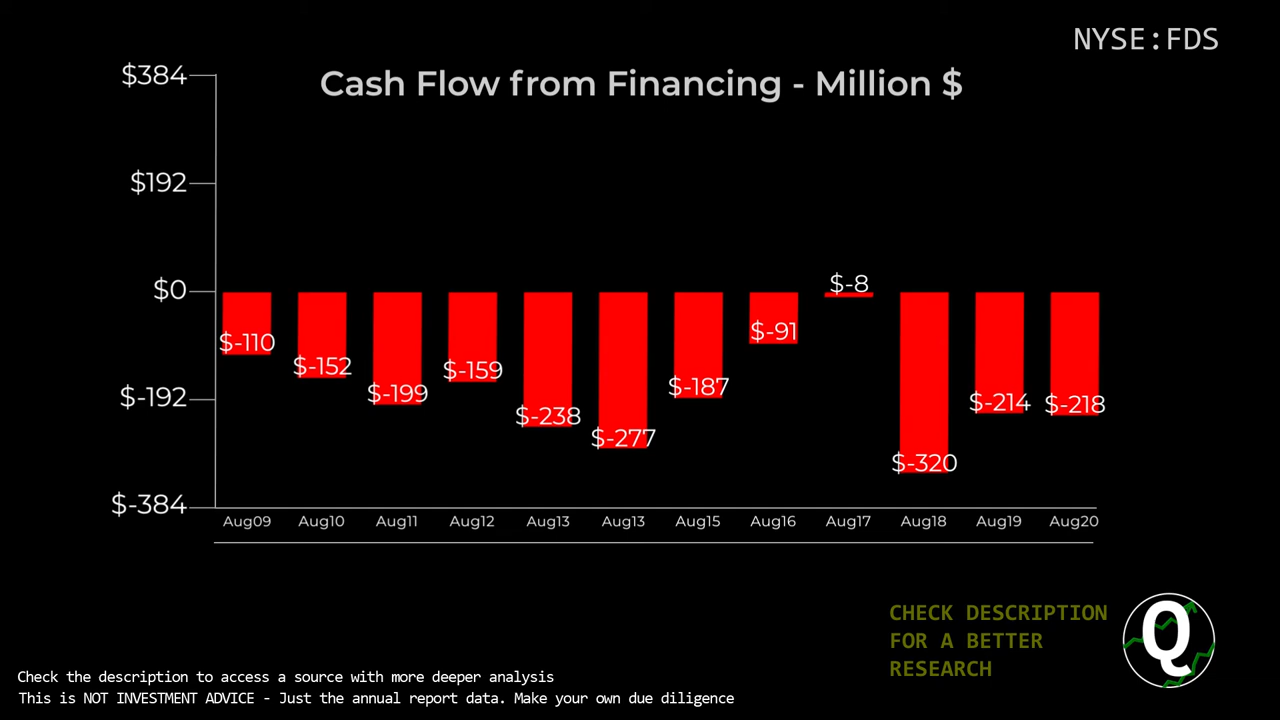 NYSE:FDS
Cash Flow from Financing - Million $
$384
$192
$0
$-192
$-384
$-110
$-152
$-199
$-159
$-238
$-277
$-187
$-91
$-8
$-320
$-214
$-218
Aug09 Aug10 Aug11 Aug12 Aug13 Aug13 Aug15 Aug16 Aug17 Aug18 Aug19 Aug20
CHECK DESCRIPTION
FOR A BETTER
RESEARCH
Q
Check the description to access a source with more deeper analysis
This is NOT INVESTMENT ADVICE - Just the annual report data. Make your own due diligence